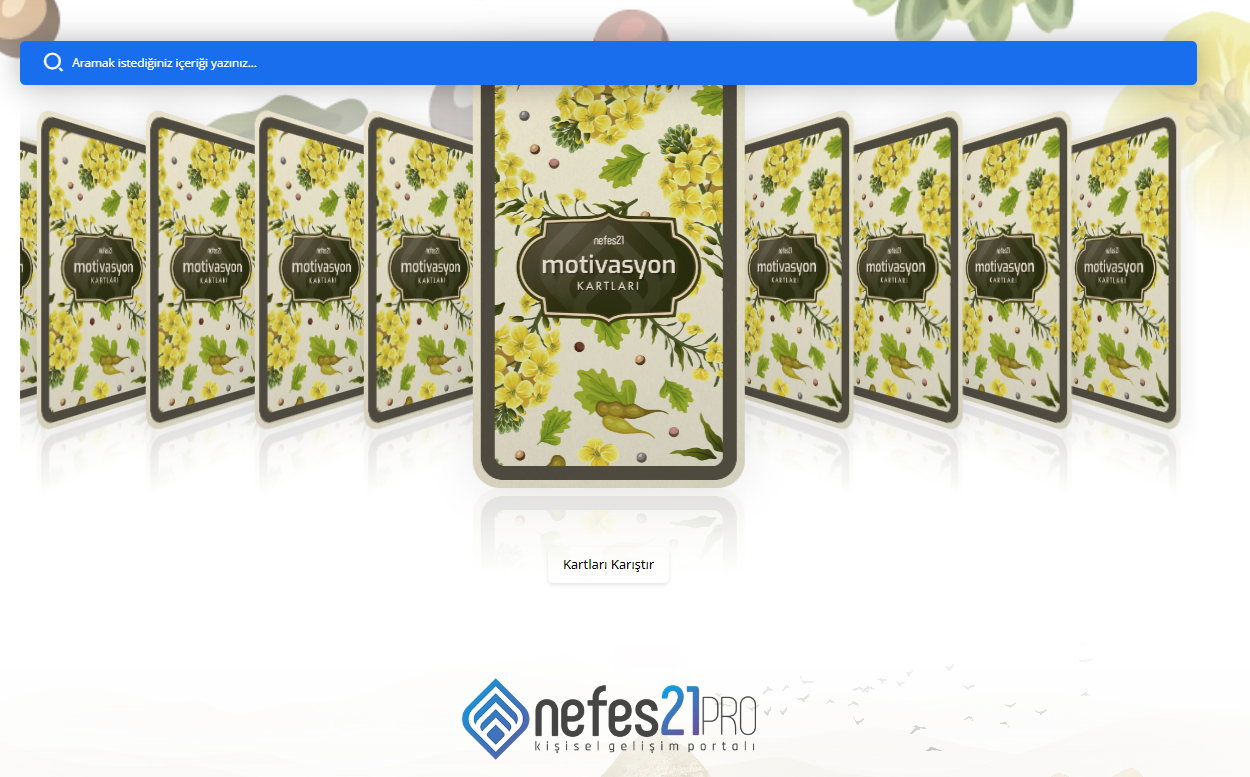 Aramak istediğiniz içeriği yazınız...
nefes21
motivasyon
KARTLARI
nefes21
motivasyon
KARTLARI
nefes21
motivasyon
KARTLARI
nefes21
motivasyon
KARTLARI
nefes21
motivasyon
KARTLARI
nefes21
motivasyon
KARTLARI
nefes21
motivasyon
KARTLARI
nefes21
motivasyon
KARTLARI
nefes21
motivasyon
KARTLARI
Kartları Karıştır
nefes21PRO
kişisel gelişim portalı